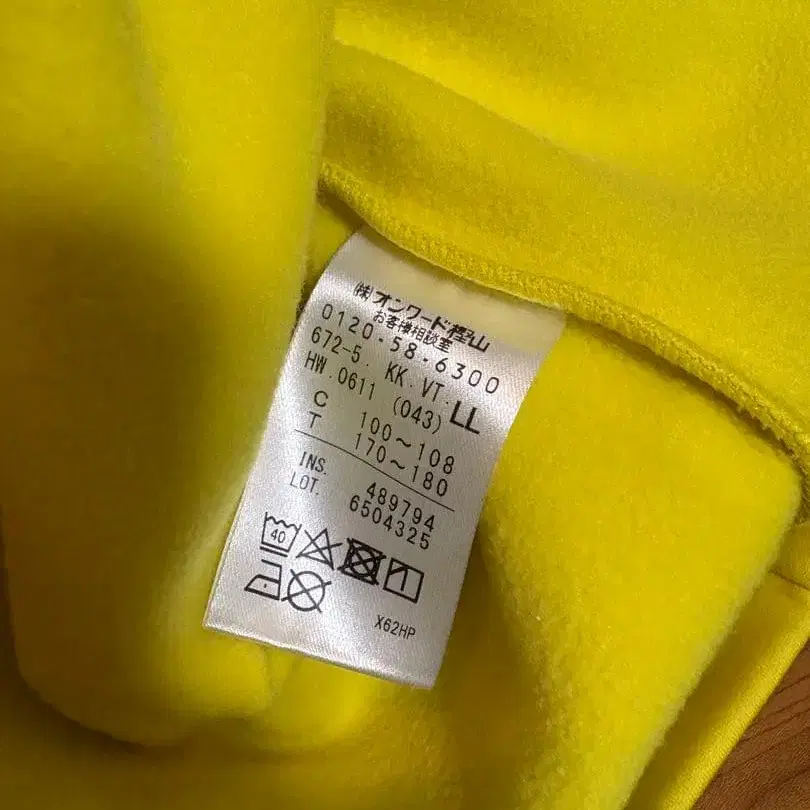 ㈱オンワード樫山
お客様相談室
0120・58・6300
672-5. KK.VT.
HW.0611 (043) LL
C 100~108
T 170~180
INS. 489794
LOT. 6504325
40
X62HP